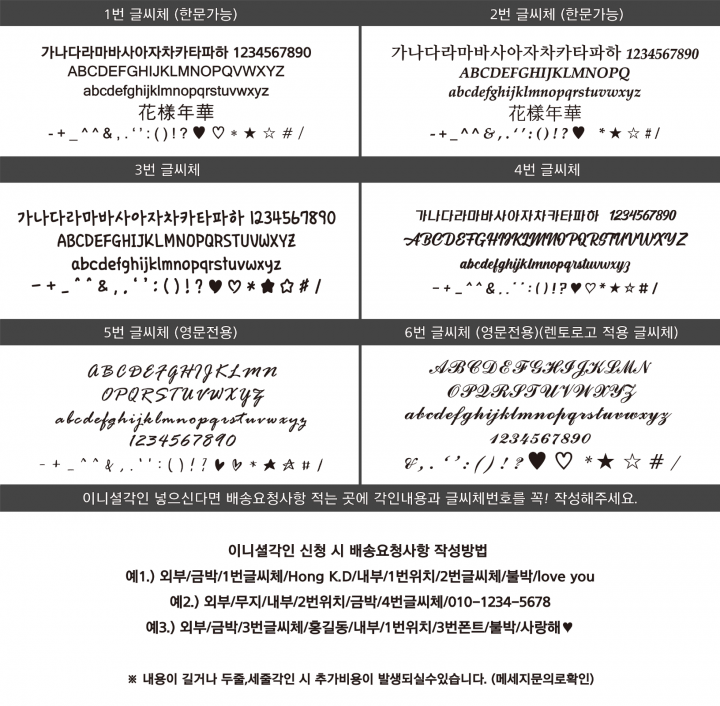 1번 글씨체 (한문가능)
가나다라마바사아자차카타파하 1234567890
ABCDEFGHIJKLMNOPQVWXYZ
abcdefghijklmnopqrstuvwxyz
花樣年華
- + _ ^ ^ & , . ‘ ’ : ( ) ! ? ♥ ♡ * ★ ☆ # /
2번 글씨체 (한문가능)
가나다라마바사아자차카타파하 1234567890
ABCDEFGHIJKLMNOPQ
abcdefghijklmnopqrstuvwxyz
花樣年華
- + _ ^ ^ & , . ‘ ’ : ( ) ! ? ♥ * ★ ☆ # /
3번 글씨체
가나다라마바사아자차카타파하 1234567890
ABCDEFGHIJKLMNOPQRSTUVWXYZ
abcdefghijklmnopqrstuvwxyz
- + _ ^ ^ & , . ‘ ’ : ( ) ! ? ♥ ♡ * ★ ☆ # /
4번 글씨체
가나다라마바사아자차카타파하 1234567890
ABCDEFGHIJKLMNOPQRSTUVWXYZ
abcdefghijklmnopqrstuvwxyz
- + _ ^ ^ & , . ‘ ’ : ( ) ! ? ♥ ♡ * ★ ☆ # /
5번 글씨체 (영문전용)
ABCDEFGHIJKLMN
OPQRSTUVWXYZ
abcdefghijklmnopqrstuvwxyz
1234567890
- + _ ^ ^ & , . ‘ ’ : ( ) ! ? ♥ ♡ * ★ ☆ # /
6번 글씨체 (영문전용)(렌토로고 적용 글씨체)
ABCDEFGHIJKLMN
OPQRSTUVWXYZ
abcdefghijklmnopqrstuvwxyz
1234567890
& , . ‘ ’ : ( ) ! ? ♥ ♡ * ★ ☆ # /
이니셜각인 넣으신다면 배송요청사항 적는 곳에 각인내용과 글씨체번호를 꼭! 작성해주세요.
이니셜각인 신청 시 배송요청사항 작성방법
예1.) 외부/금박/1번글씨체/Hong K.D/내부/1번위치/2번글씨체/불박/love you
예2.) 외부/무지/내부/2번위치/금박/4번글씨체/010-1234-5678
예3.) 외부/금박/3번글씨체/홍길동/내부/1번위치/3번폰트/불박/사랑해♥
※ 내용이 길거나 두줄,세줄각인 시 추가비용이 발생되실수있습니다. (메세지문의로확인)